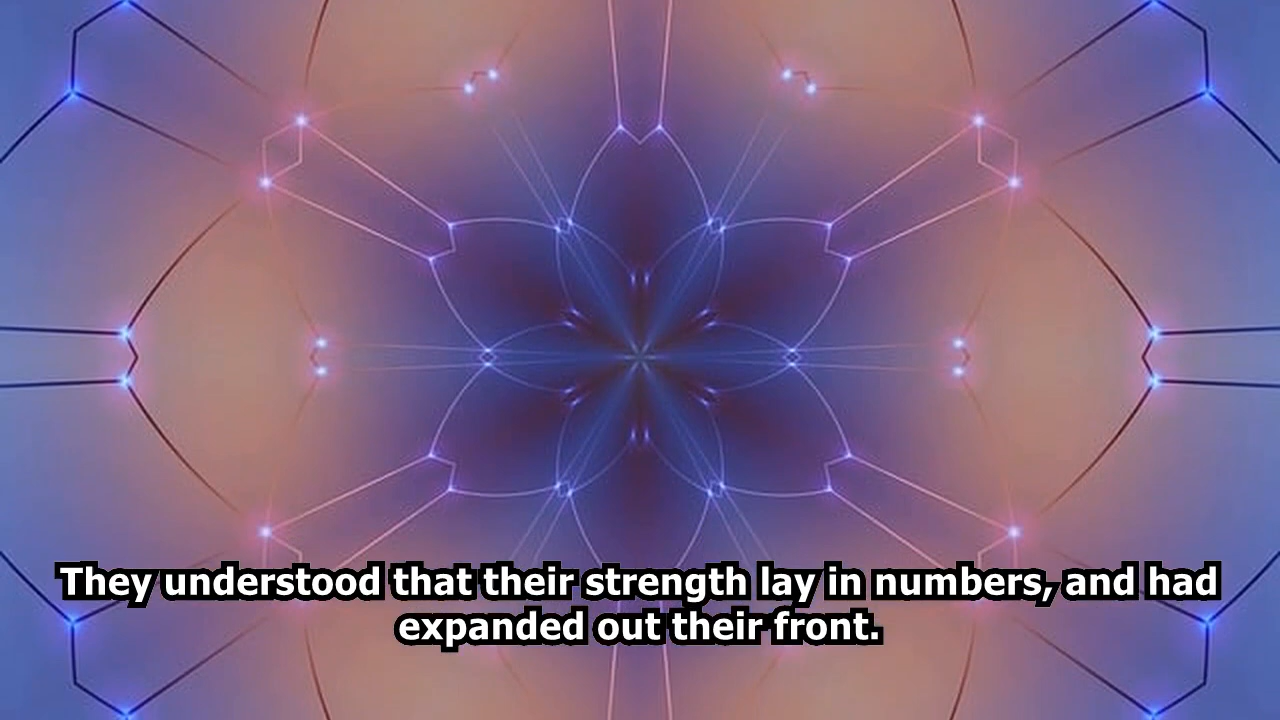 They understood that their strength lay in numbers, and had
expanded out their front.